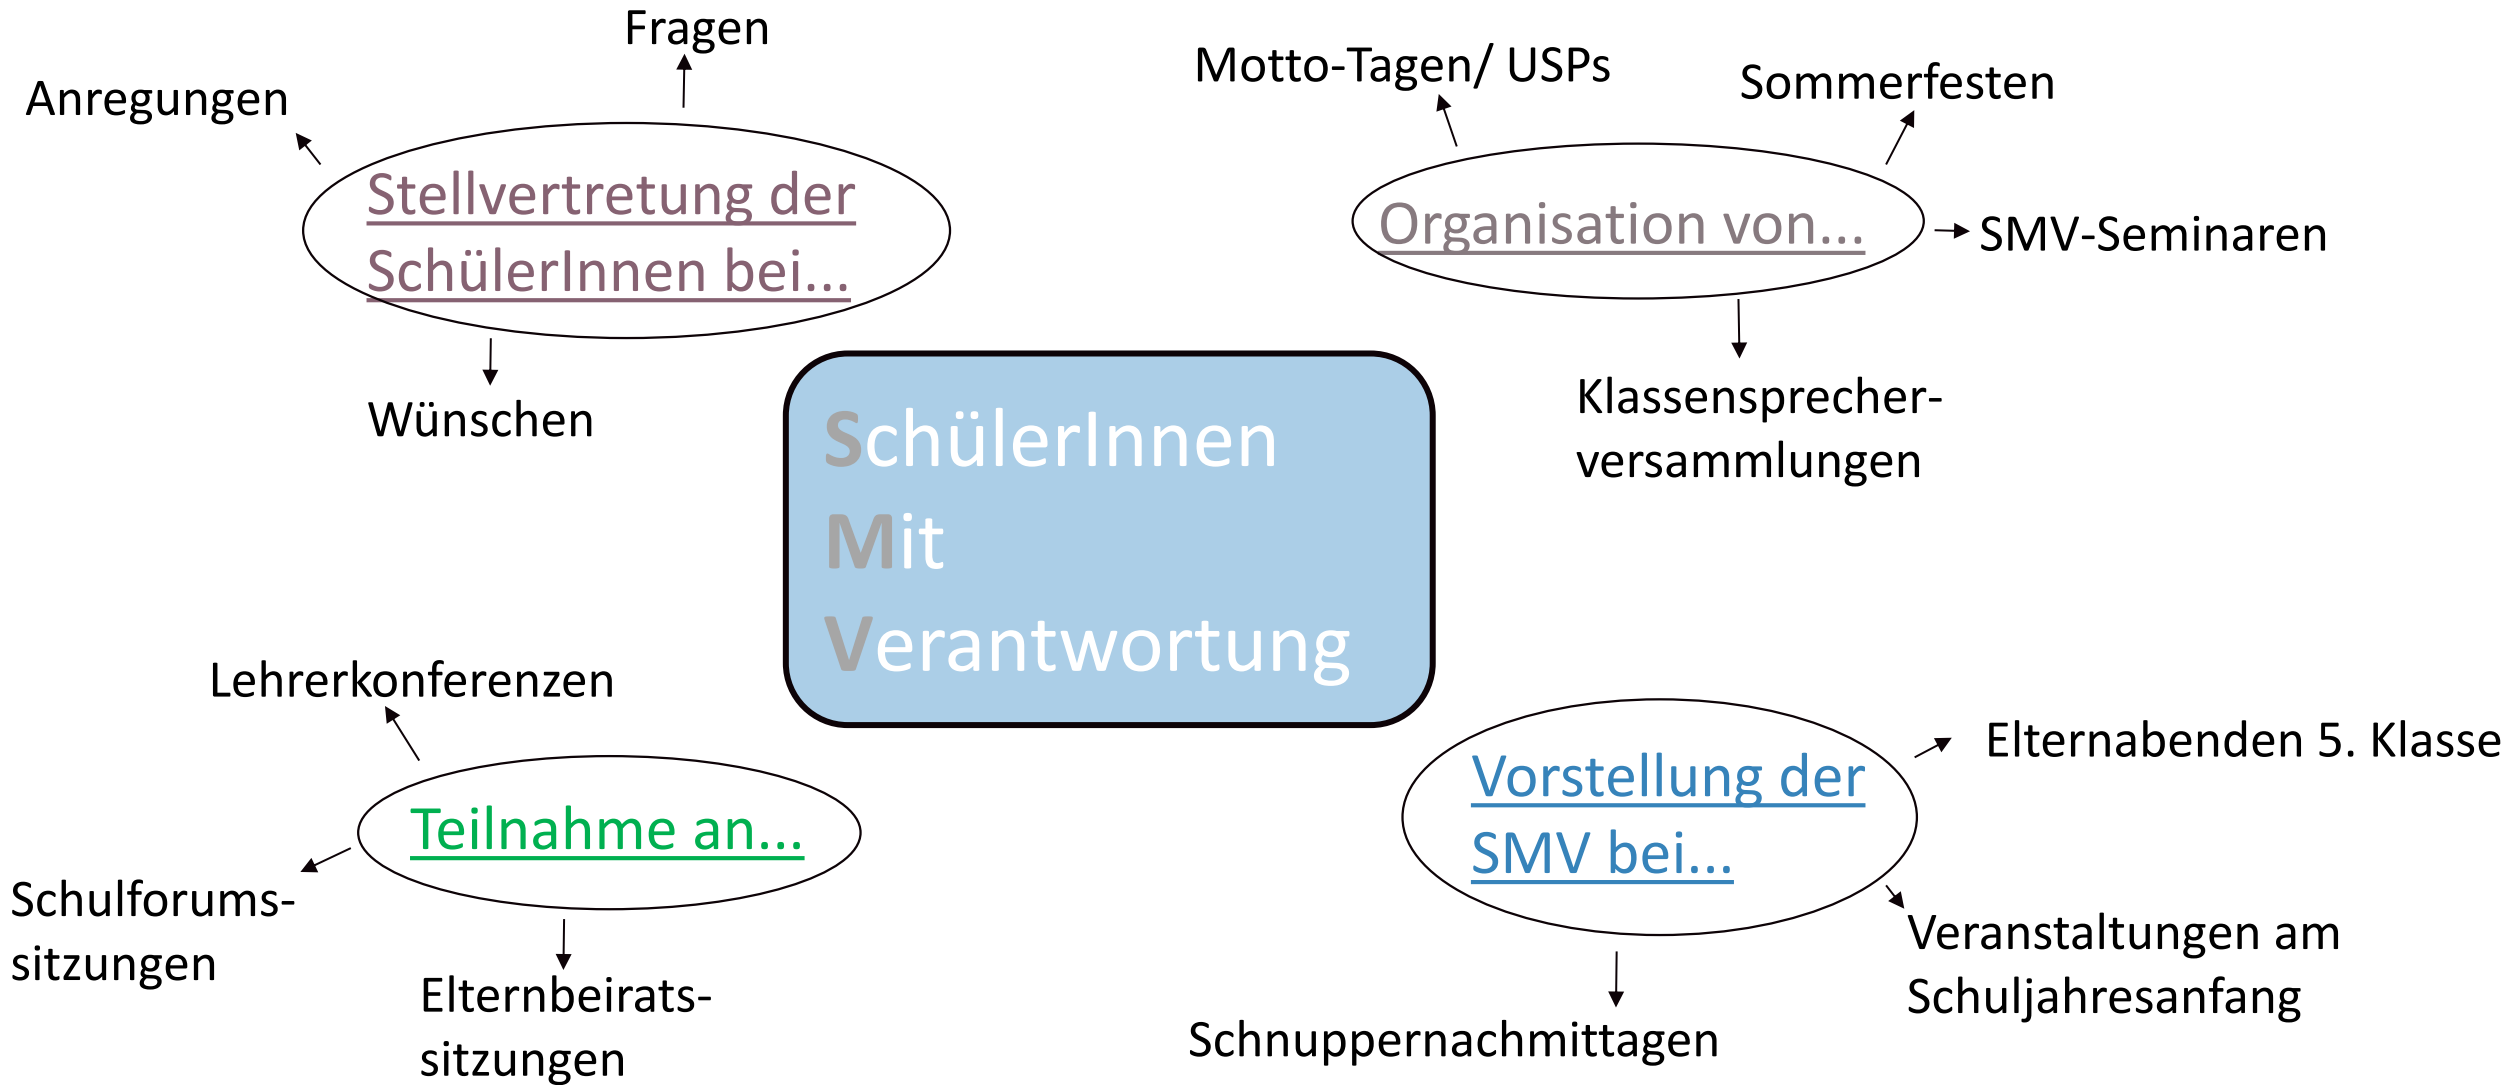 Fragen
Anregungen
Stellvertretung der
SchülerInnen bei...
Wünschen
Motto-Tagen/ USPs
Sommerfesten
Organisation von...
SMV-Seminaren
Klassensprecher-
versammlungen
SchülerInnen
Mit
Verantwortung
Lehrerkonferenzen
Teilnahme an...
Schulforums-
sitzungen
Elternbeirats-
sitzungen
Elternabenden 5. Klasse
Vorstellung der
SMV bei...
Veranstaltungen am
Schuljahresanfang
Schnuppernachmittagen